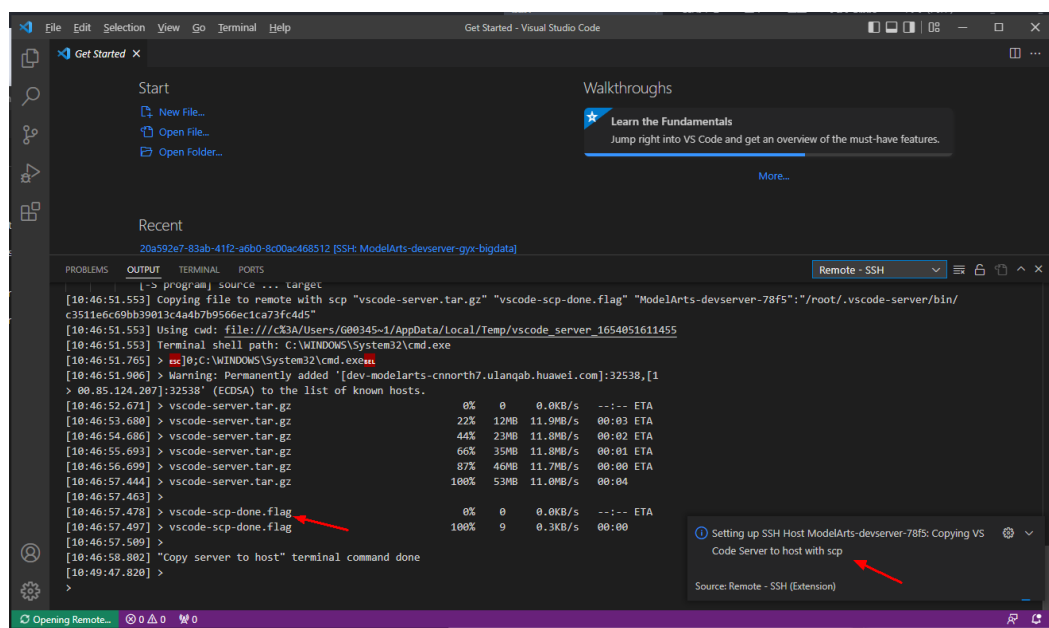 File Edit Selection View Go Terminal Help
Get Started - Visual Studio Code
Get Started
Start
New File...
Open File...
Open Folder...
Walkthroughs
Learn the Fundamentals
Jump right into VS Code and get an overview of the must-have features.
More...
Recent
20a592e7-83ab-41f2-a6b0-8c00ac468512 [SSH: ModelArts-devserver-gyx-bigdata]
PROBLEMS OUTPUT TERMINAL PORTS
Remote - SSH
[-S program] source ... target
[10:46:51.553] Copying file to remote with scp "vscode-server.tar.gz" "vscode-scp-done.flag" "ModelArts-devserver-78f5":"/root/.vscode-server/bin/
c3511e6c69bb39013c4a4b7b9566ec1ca73fc4d5"
[10:46:51.553] Using cwd: file:///c%3A/Users/G00345~1/AppData/Local/Temp/vscode_server_1654051611455
[10:46:51.553] Terminal shell path: C:\WINDOWS\System32\cmd.exe
[10:46:51.765] > ESC]0;C:\WINDOWS\System32\cmd.exeBEL
[10:46:51.906] > Warning: Permanently added '[dev-modelarts-cnnorth7.ulanqab.huawei.com]:32538,[1
> 00.85.124.207]:32538' (ECDSA) to the list of known hosts.
[10:46:52.671] > vscode-server.tar.gz 0% 0 0.0KB/s --:-- ETA
[10:46:53.680] > vscode-server.tar.gz 22% 12MB 11.9MB/s 00:03 ETA
[10:46:54.686] > vscode-server.tar.gz 44% 23MB 11.8MB/s 00:02 ETA
[10:46:55.693] > vscode-server.tar.gz 66% 35MB 11.8MB/s 00:01 ETA
[10:46:56.699] > vscode-server.tar.gz 87% 46MB 11.7MB/s 00:00 ETA
[10:46:57.444] > vscode-server.tar.gz 100% 53MB 11.0MB/s 00:04
[10:46:57.463] >
[10:46:57.478] > vscode-scp-done.flag 0% 0 0.0KB/s --:-- ETA
[10:46:57.497] > vscode-scp-done.flag 100% 9 0.3KB/s 00:00
[10:46:57.509] >
[10:46:58.802] "Copy server to host" terminal command done
[10:49:47.820] >
>
Setting up SSH Host ModelArts-devserver-78f5: Copying VS
Code Server to host with scp
Source: Remote - SSH (Extension)
Opening Remote... 0 0 0